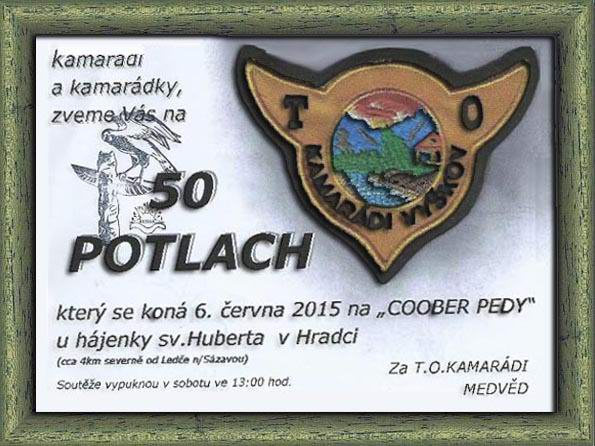 kamaradi
a kamarádky,
zveme Vás na
50
POTLACH
T O
KAMARÁDI VYŠKOV
který se koná 6. června 2015 na „COOBER PEDY“
u hájenky sv.Huberta v Hradci
(cca 4km severně od Ledče n/Sázavou)
Soutěže vypuknou v sobotu ve 13:00 hod.
Za T.O.KAMARÁDI
MEDVĚD